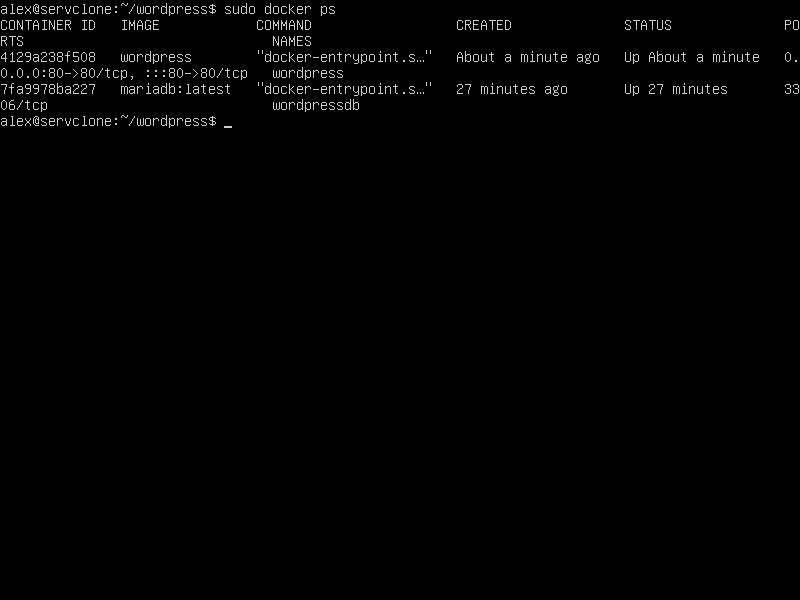 alex@servclone:~/wordpress$ sudo docker ps
CONTAINER ID   IMAGE            COMMAND                  CREATED              STATUS              PO
RTS                               NAMES
4129a238f508   wordpress        "docker-entrypoint.s…"   About a minute ago   Up About a minute   0.
0.0.0:80->80/tcp, :::80->80/tcp   wordpress
7fa9978ba227   mariadb:latest   "docker-entrypoint.s…"   27 minutes ago       Up 27 minutes       33
06/tcp                            wordpressdb
alex@servclone:~/wordpress$ _